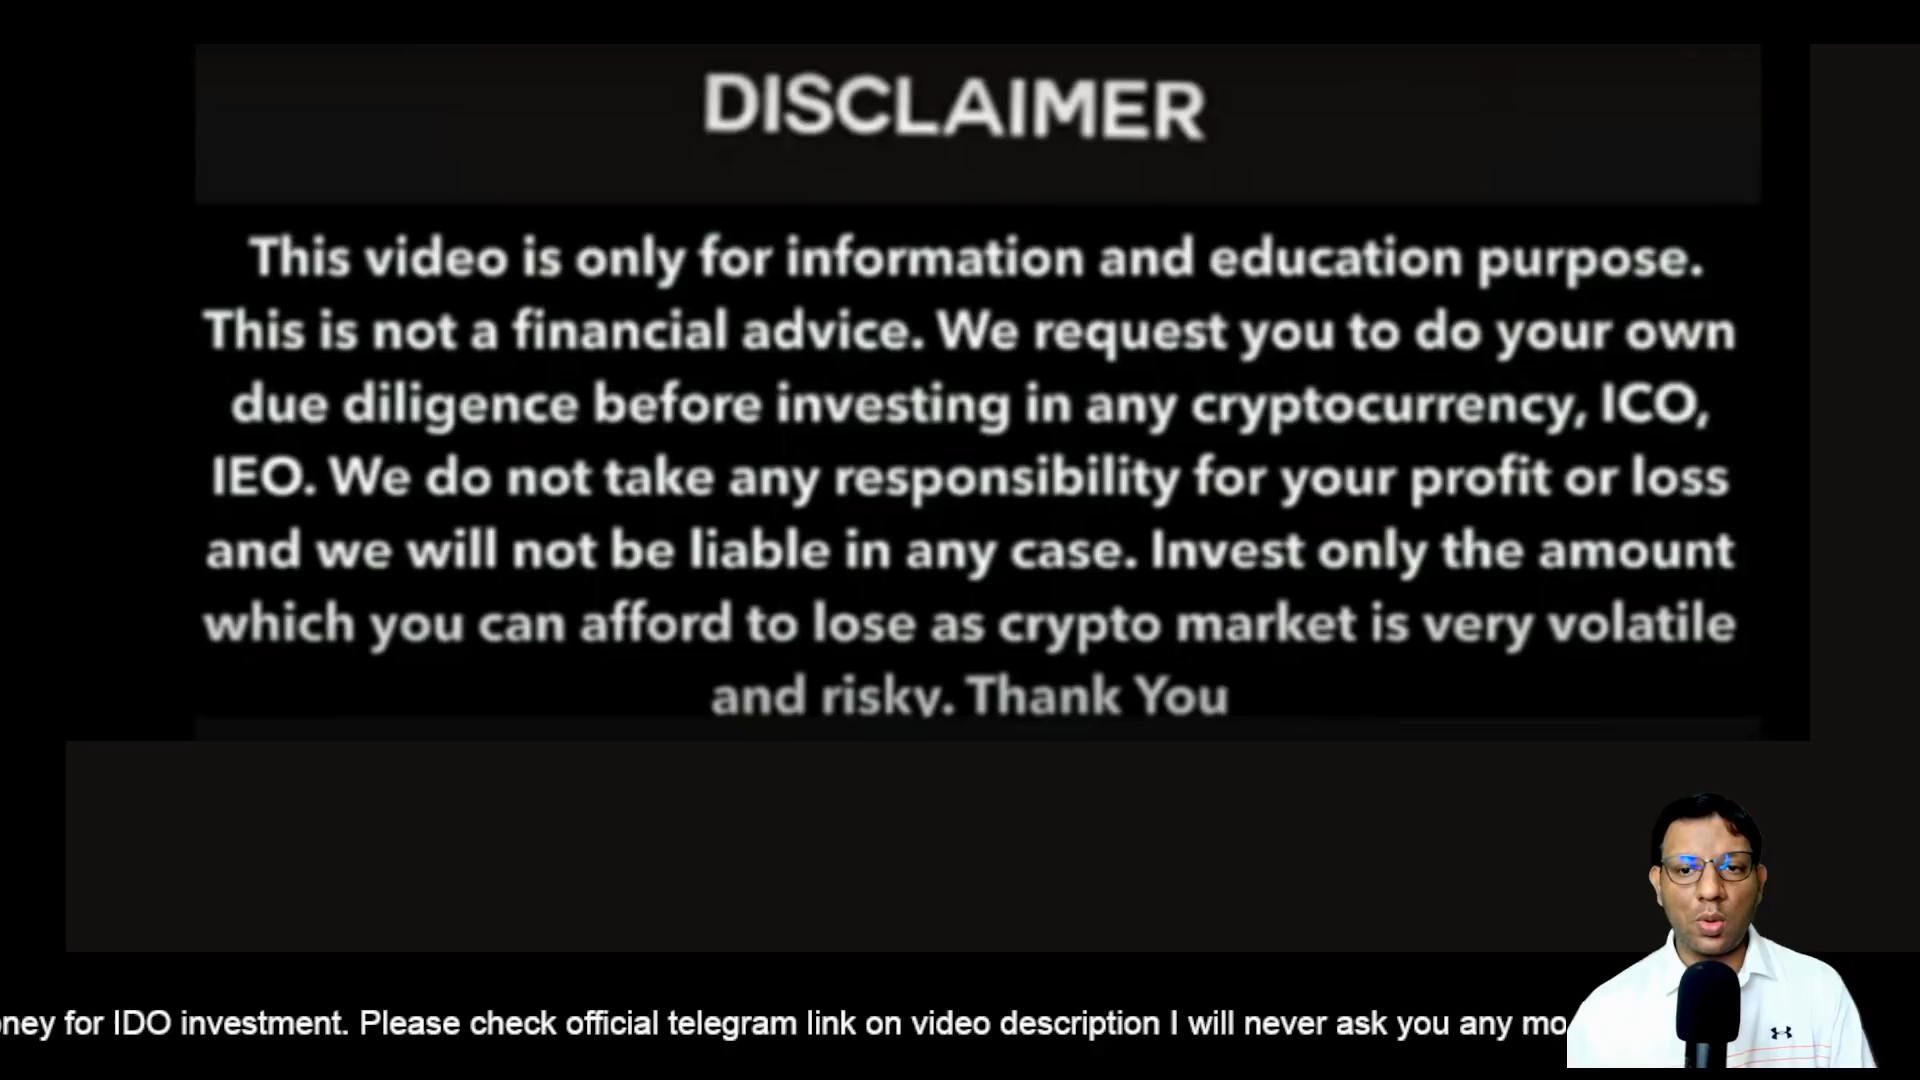 DISCLAIMER
This video is only for information and education purpose.
This is not a financial advice. We request you to do your own
due diligence before investing in any cryptocurrency, ICO,
IEO. We do not take any responsibility for your profit or loss
and we will not be liable in any case. Invest only the amount
which you can afford to lose as crypto market is very volatile
and risky. Thank You
ney for IDO investment. Please check official telegram link on video description I will never ask you any mo